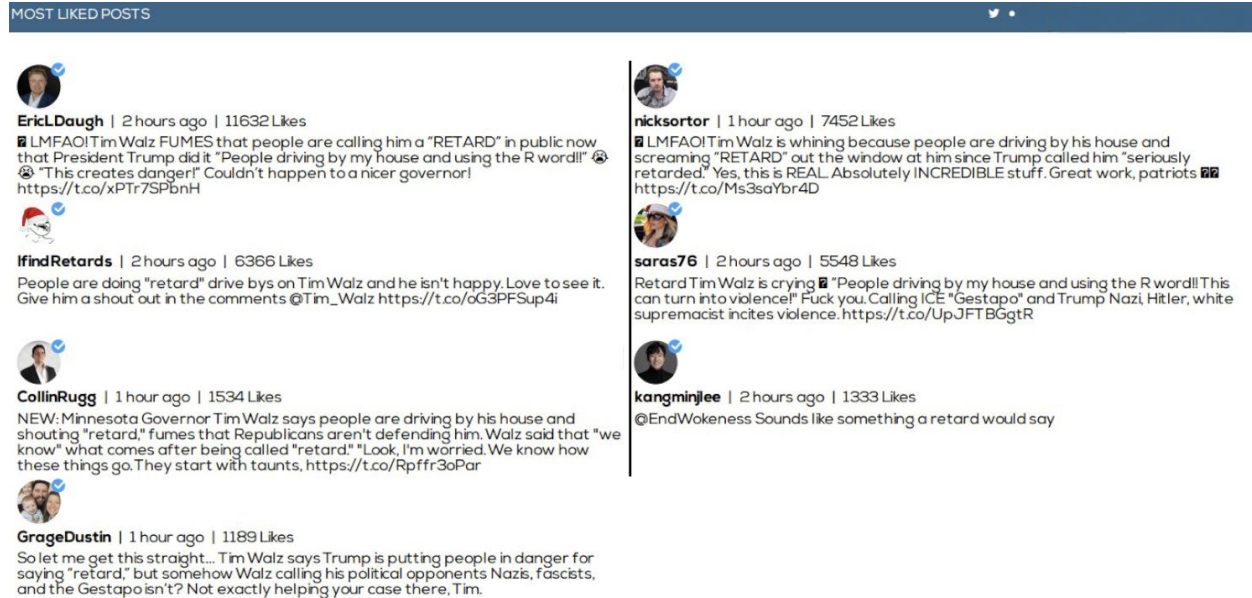 MOST LIKED POSTS
EricLDaugh | 2 hours ago | 11632 Likes
LMFAO! Tim Walz FUMES that people are calling him a "RETARD" in public now
that President Trump did it "People driving by my house and using the R word!!" 😭
😭 "This creates danger!" Couldn't happen to a nicer governor!
https://t.co/xPTr7SPbnH
IfindRetards | 2 hours ago | 6366 Likes
People are doing "retard" drive bys on Tim Walz and he isn't happy. Love to see it.
Give him a shout out in the comments @Tim_Walz https://t.co/oG3PFSup4i
CollinRugg | 1 hour ago | 1534 Likes
NEW: Minnesota Governor Tim Walz says people are driving by his house and
shouting "retard," fumes that Republicans aren't defending him. Walz said that "we
know" what comes after being called "retard." "Look, I'm worried. We know how
these things go. They start with taunts, https://t.co/Rpffr3oPar
GrageDustin | 1 hour ago | 1189 Likes
So let me get this straight... Tim Walz says Trump is putting people in danger for
saying "retard," but somehow Walz calling his political opponents Nazis, fascists,
and the Gestapo isn't? Not exactly helping your case there, Tim.
nicksortor | 1 hour ago | 7452 Likes
LMFAO! Tim Walz is whining because people are driving by his house and
screaming "RETARD" out the window at him since Trump called him "seriously
retarded." Yes, this is REAL. Absolutely INCREDIBLE stuff. Great work, patriots
https://t.co/Ms3saYbr4D
saras76 | 2 hours ago | 5548 Likes
Retard Tim Walz is crying "People driving by my house and using the R word!! This
can turn into violence!" Fuck you. Calling ICE "Gestapo" and Trump Nazi, Hitler, white
supremacist incites violence. https://t.co/UpJFTBGgtR
kangminjlee | 2 hours ago | 1333 Likes
@EndWokeness Sounds like something a retard would say